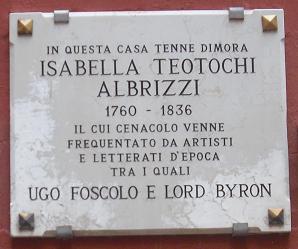 IN QUESTA CASA TENNE DIMORA
ISABELLA TEOTOCHI
ALBRIZZI
1760 - 1836
IL CUI CENACOLO VENNE
FREQUENTATO DA ARTISTI
E LETTERATI D'EPOCA
TRA I QUALI
UGO FOSCOLO E LORD BYRON